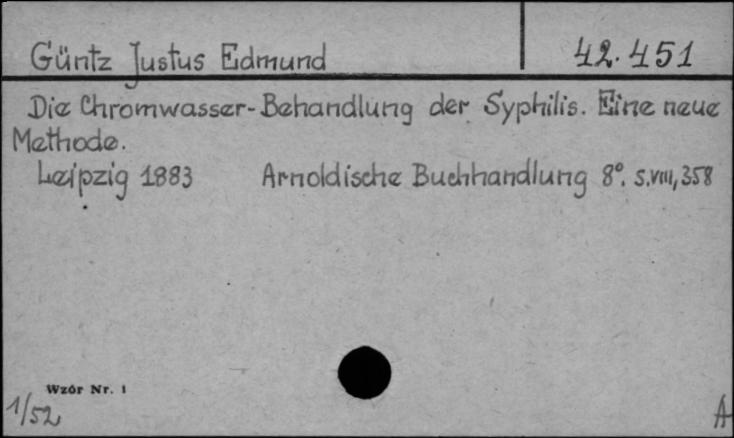 Güntz Justus Edmund
42.451
Die Chromwasser-Behandlung der Syphilis. Eine neue
Methode.
Leipzig 1883 Arnoldische Buchhandlung 8°. s.VIII, 358
Wzór Nr. 1
1/52
A